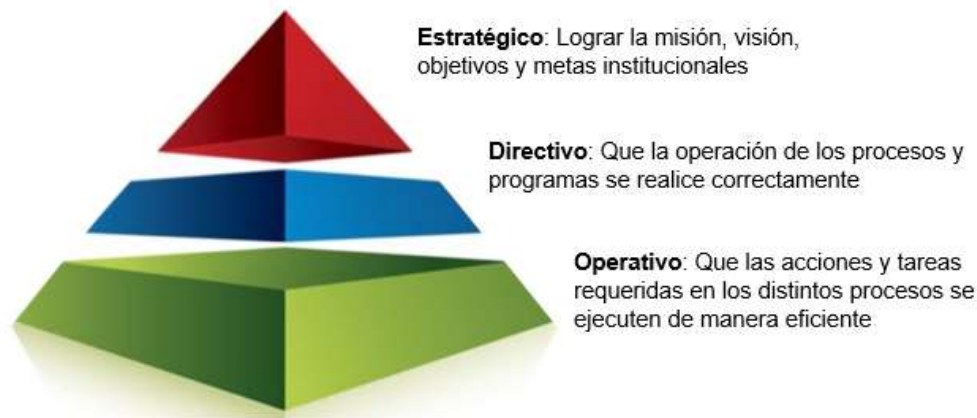 Estratégico: Lograr la misión, visión,
objetivos y metas institucionales
Directivo: Que la operación de los procesos y
programas se realice correctamente
Operativo: Que las acciones y tareas
requeridas en los distintos procesos se
ejecuten de manera eficiente